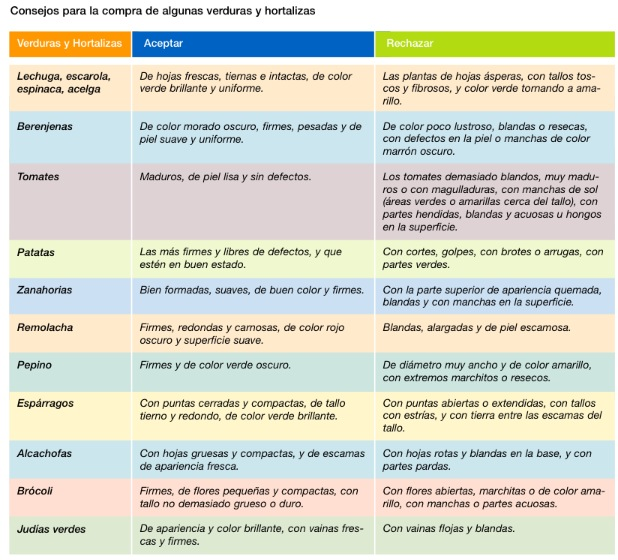 Consejos para la compra de algunas verduras y hortalizas
Verduras y Hortalizas Aceptar Rechazar
Lechuga, escarola,
espinaca, acelga
De hojas frescas, tiernas e intactas, de color
verde brillante y uniforme.
Las plantas de hojas ásperas, con tallos tos-
cos y fibrosos, y color verde tornando a ama-
rillo.
Berenjenas
De color morado oscuro, firmes, pesadas y de
piel suave y uniforme.
De color poco lustroso, blandas o resecas,
con defectos en la piel o manchas de color
marrón oscuro.
Tomates
Maduros, de piel lisa y sin defectos.
Los tomates demasiado blandos, muy madu-
ros o con magulladuras, con manchas de sol
(áreas verdes o amarillas cerca del tallo), con
partes hendidas, blandas y acuosas u hongos
en la superficie.
Patatas
Las más firmes y libres de defectos, y que
estén en buen estado.
Con cortes, golpes, con brotes o arrugas, con
partes verdes.
Zanahorias
Bien formadas, suaves, de buen color y firmes.
Con la parte superior de apariencia quemada,
blandas y con manchas en la superficie.
Remolacha
Firmes, redondas y carnosas, de color rojo
oscuro y superficie suave.
Blandas, alargadas y de piel escamosa.
Pepino
Firmes y de color verde oscuro.
De diámetro muy ancho y de color amarillo,
con extremos marchitos o resecos.
Espárragos
Con puntas cerradas y compactas, de tallo
tierno y redondo, de color verde brillante.
Con puntas abiertas o extendidas, con tallos
con estrías, y con tierra entre las escamas del
tallo.
Alcachofas
Con hojas gruesas y compactas, y de escamas
de apariencia fresca.
Con hojas rotas y blandas en la base, y con
partes pardas.
Brócoli
Firmes, de flores pequeñas y compactas, con
tallo no demasiado grueso o duro.
Con flores abiertas, marchitas o de color ama-
rillo, con manchas o partes acuosas.
Judías verdes
De apariencia y color brillante, con vainas fres-
cas y firmes.
Con vainas flojas y blandas.